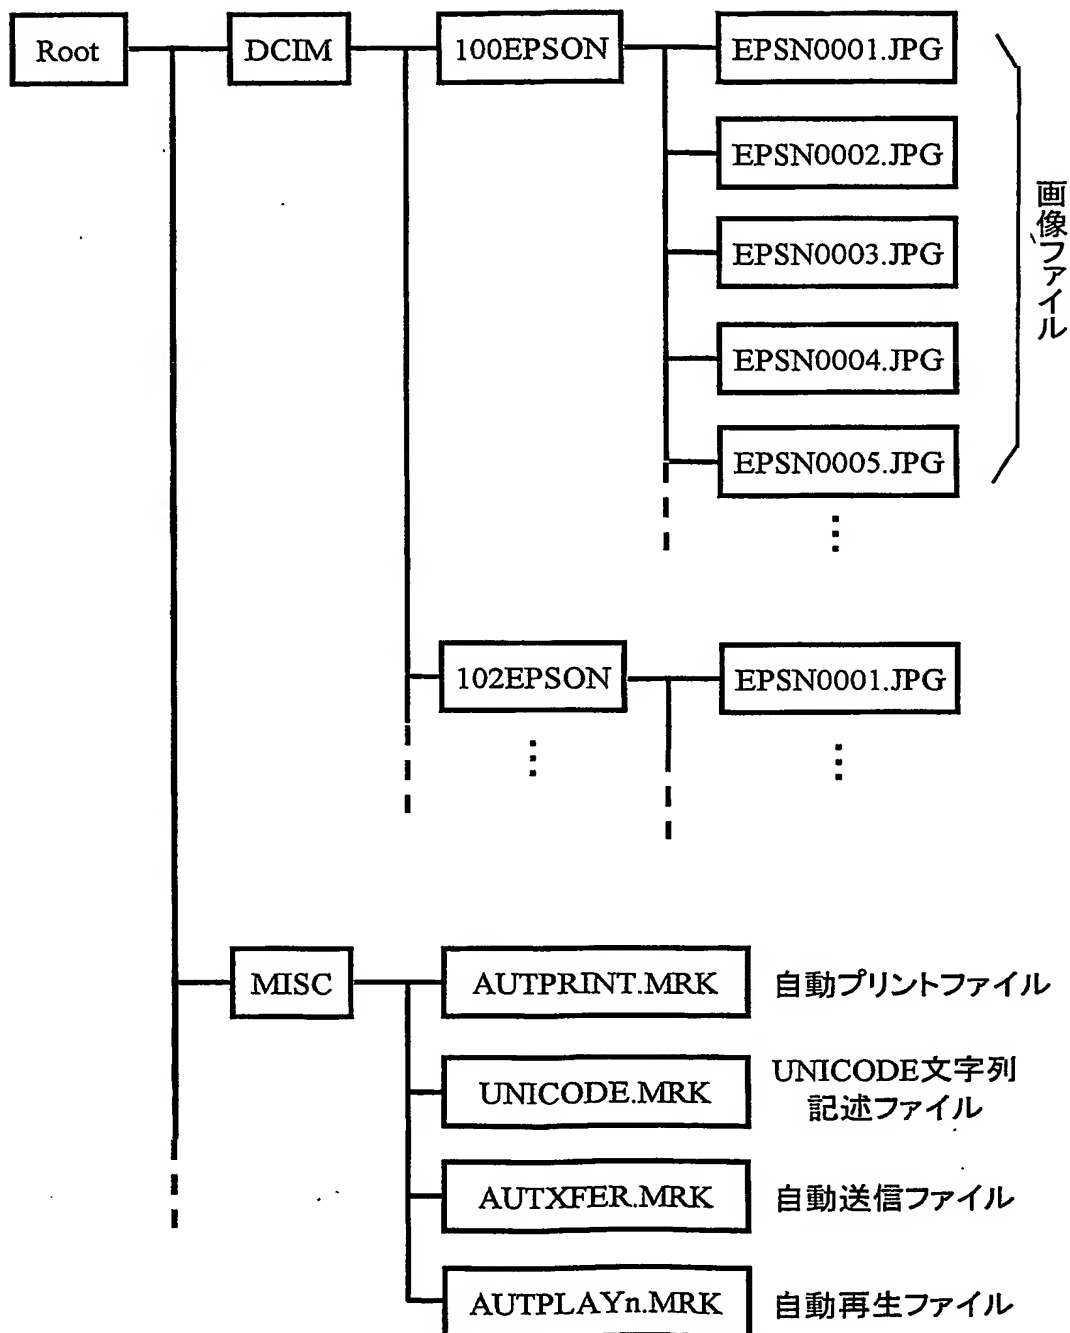 Root
DCIM
100EPSON
EPSN0001.JPG
EPSN0002.JPG
EPSN0003.JPG
EPSN0004.JPG
EPSN0005.JPG
画像ファイル
102EPSON
EPSN0001.JPG
MISC
AUTPRINT.MRK
自動プリントファイル
UNICODE.MRK
UNICODE文字列
記述ファイル
AUTXFER.MRK
自動送信ファイル
AUTPLAYn.MRK
自動再生ファイル